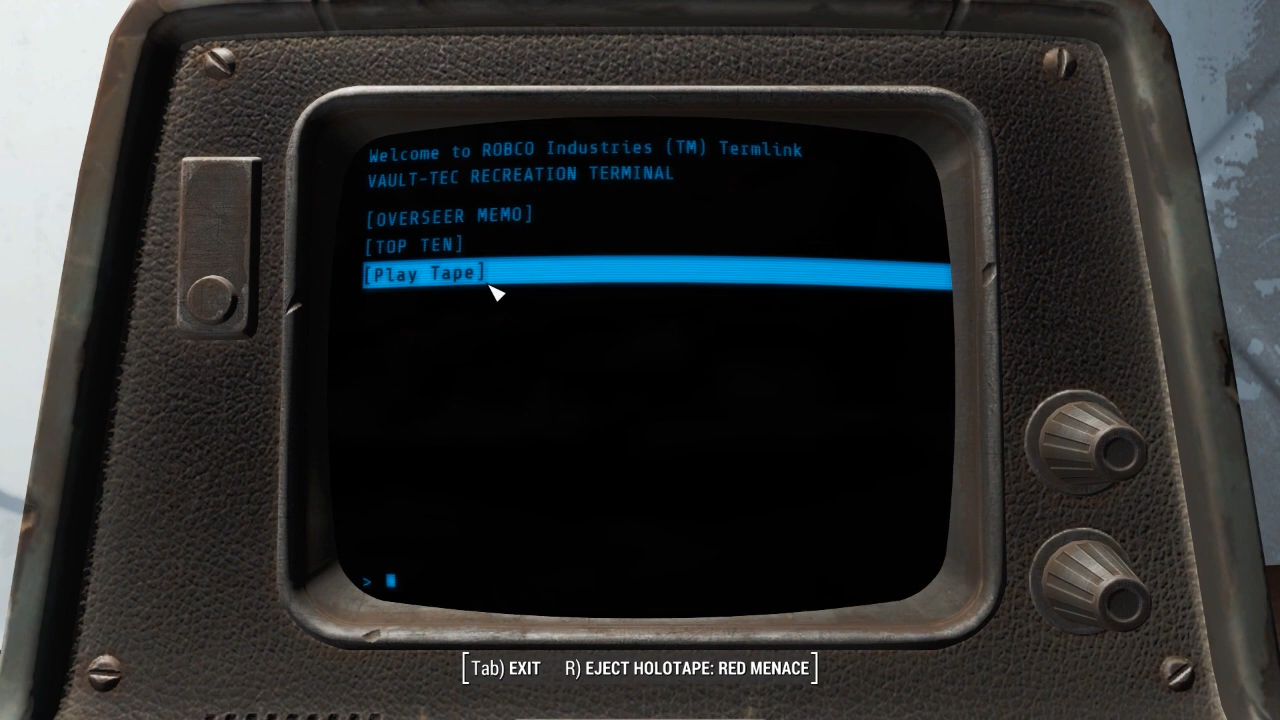 Welcome to ROBCO Industries (TM) Termlink
VAULT-TEC RECREATION TERMINAL
[OVERSEER MEMO]
[TOP TEN]
[Play Tape]
>
[Tab) EXIT R) EJECT HOLOTAPE: RED MENACE]